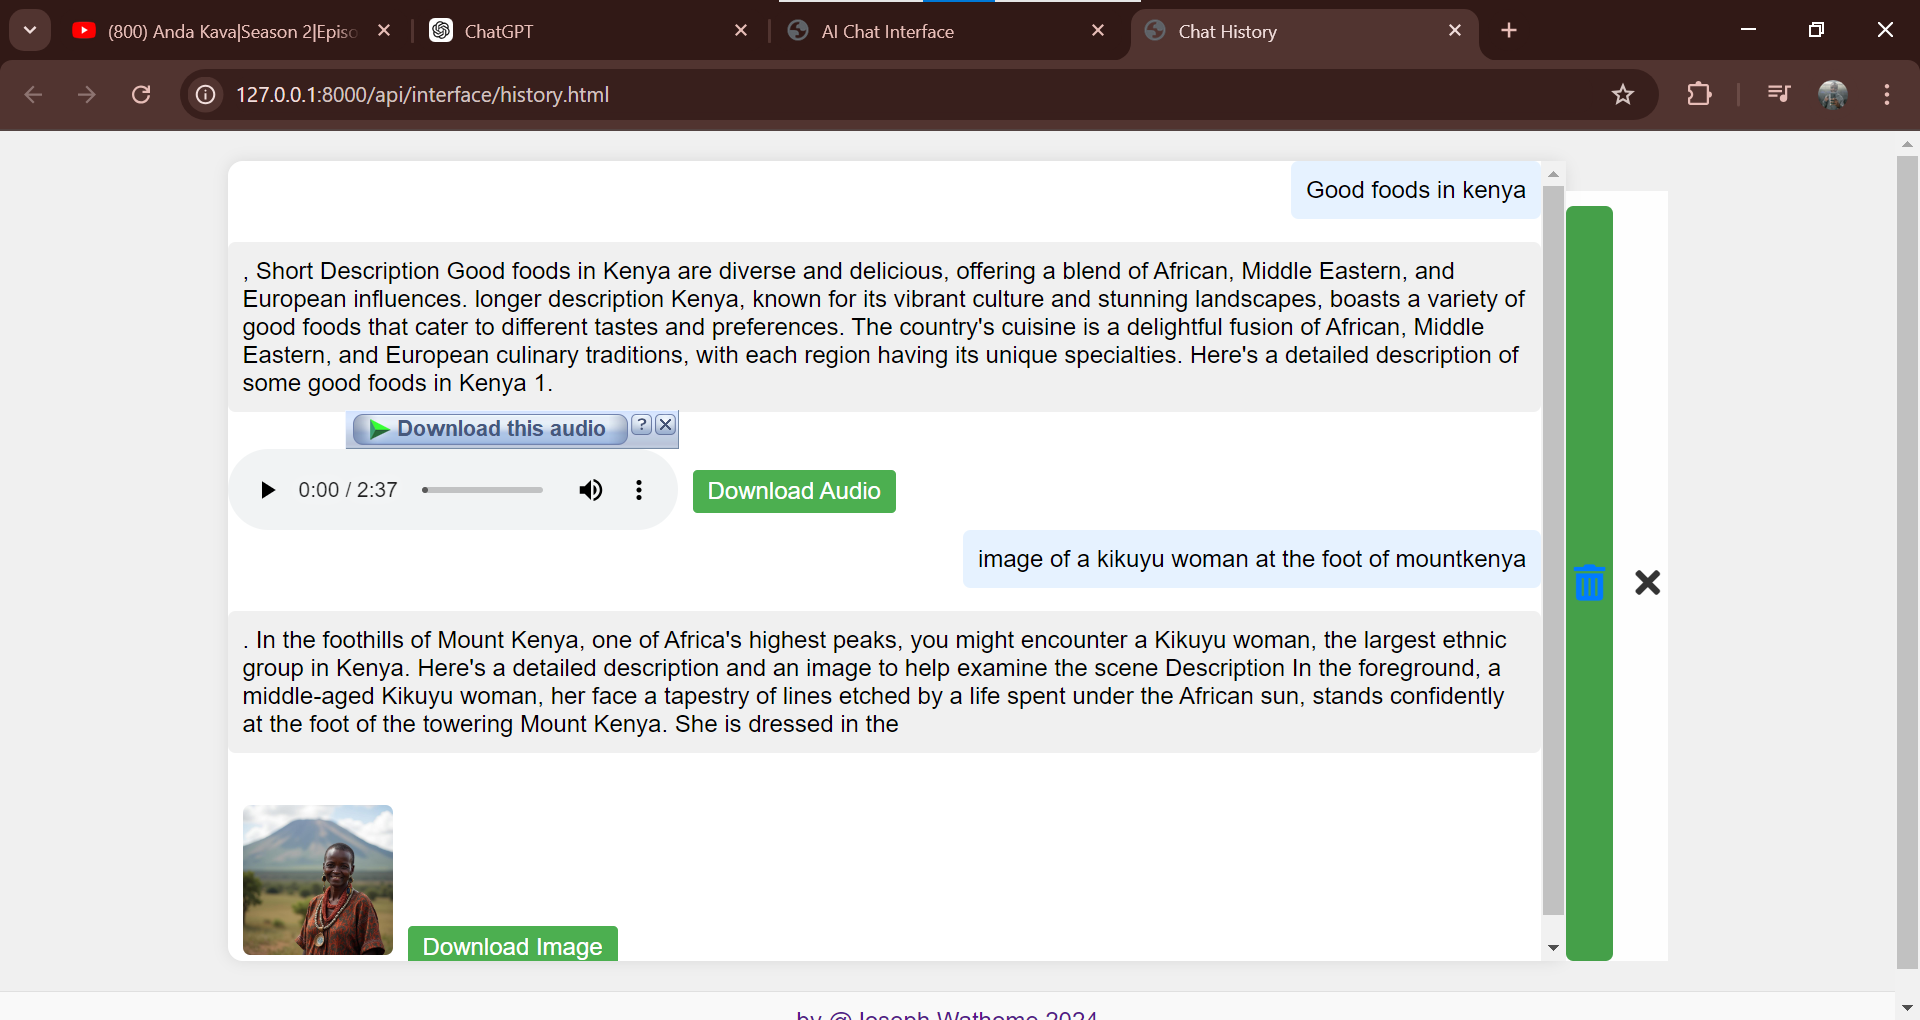 (800) Anda Kava|Season 2|Episo
ChatGPT
AI Chat Interface
Chat History
127.0.0.1:8000/api/interface/history.html
Good foods in kenya
, Short Description Good foods in Kenya are diverse and delicious, offering a blend of African, Middle Eastern, and
European influences. longer description Kenya, known for its vibrant culture and stunning landscapes, boasts a variety of
good foods that cater to different tastes and preferences. The country's cuisine is a delightful fusion of African, Middle
Eastern, and European culinary traditions, with each region having its unique specialties. Here's a detailed description of
some good foods in Kenya 1.
Download this audio
?
0:00 / 2:37
Download Audio
image of a kikuyu woman at the foot of mountkenya
. In the foothills of Mount Kenya, one of Africa's highest peaks, you might encounter a Kikuyu woman, the largest ethnic
group in Kenya. Here's a detailed description and an image to help examine the scene Description In the foreground, a
middle-aged Kikuyu woman, her face a tapestry of lines etched by a life spent under the African sun, stands confidently
at the foot of the towering Mount Kenya. She is dressed in the
Download Image
by @Joseph Wathome 2024